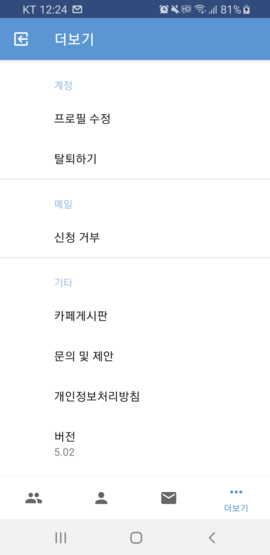 KT 12:24 81%
더보기
계정
프로필 수정
탈퇴하기
메일
신청 거부
기타
카페게시판
문의 및 제안
개인정보처리방침
버전
5.02
더보기